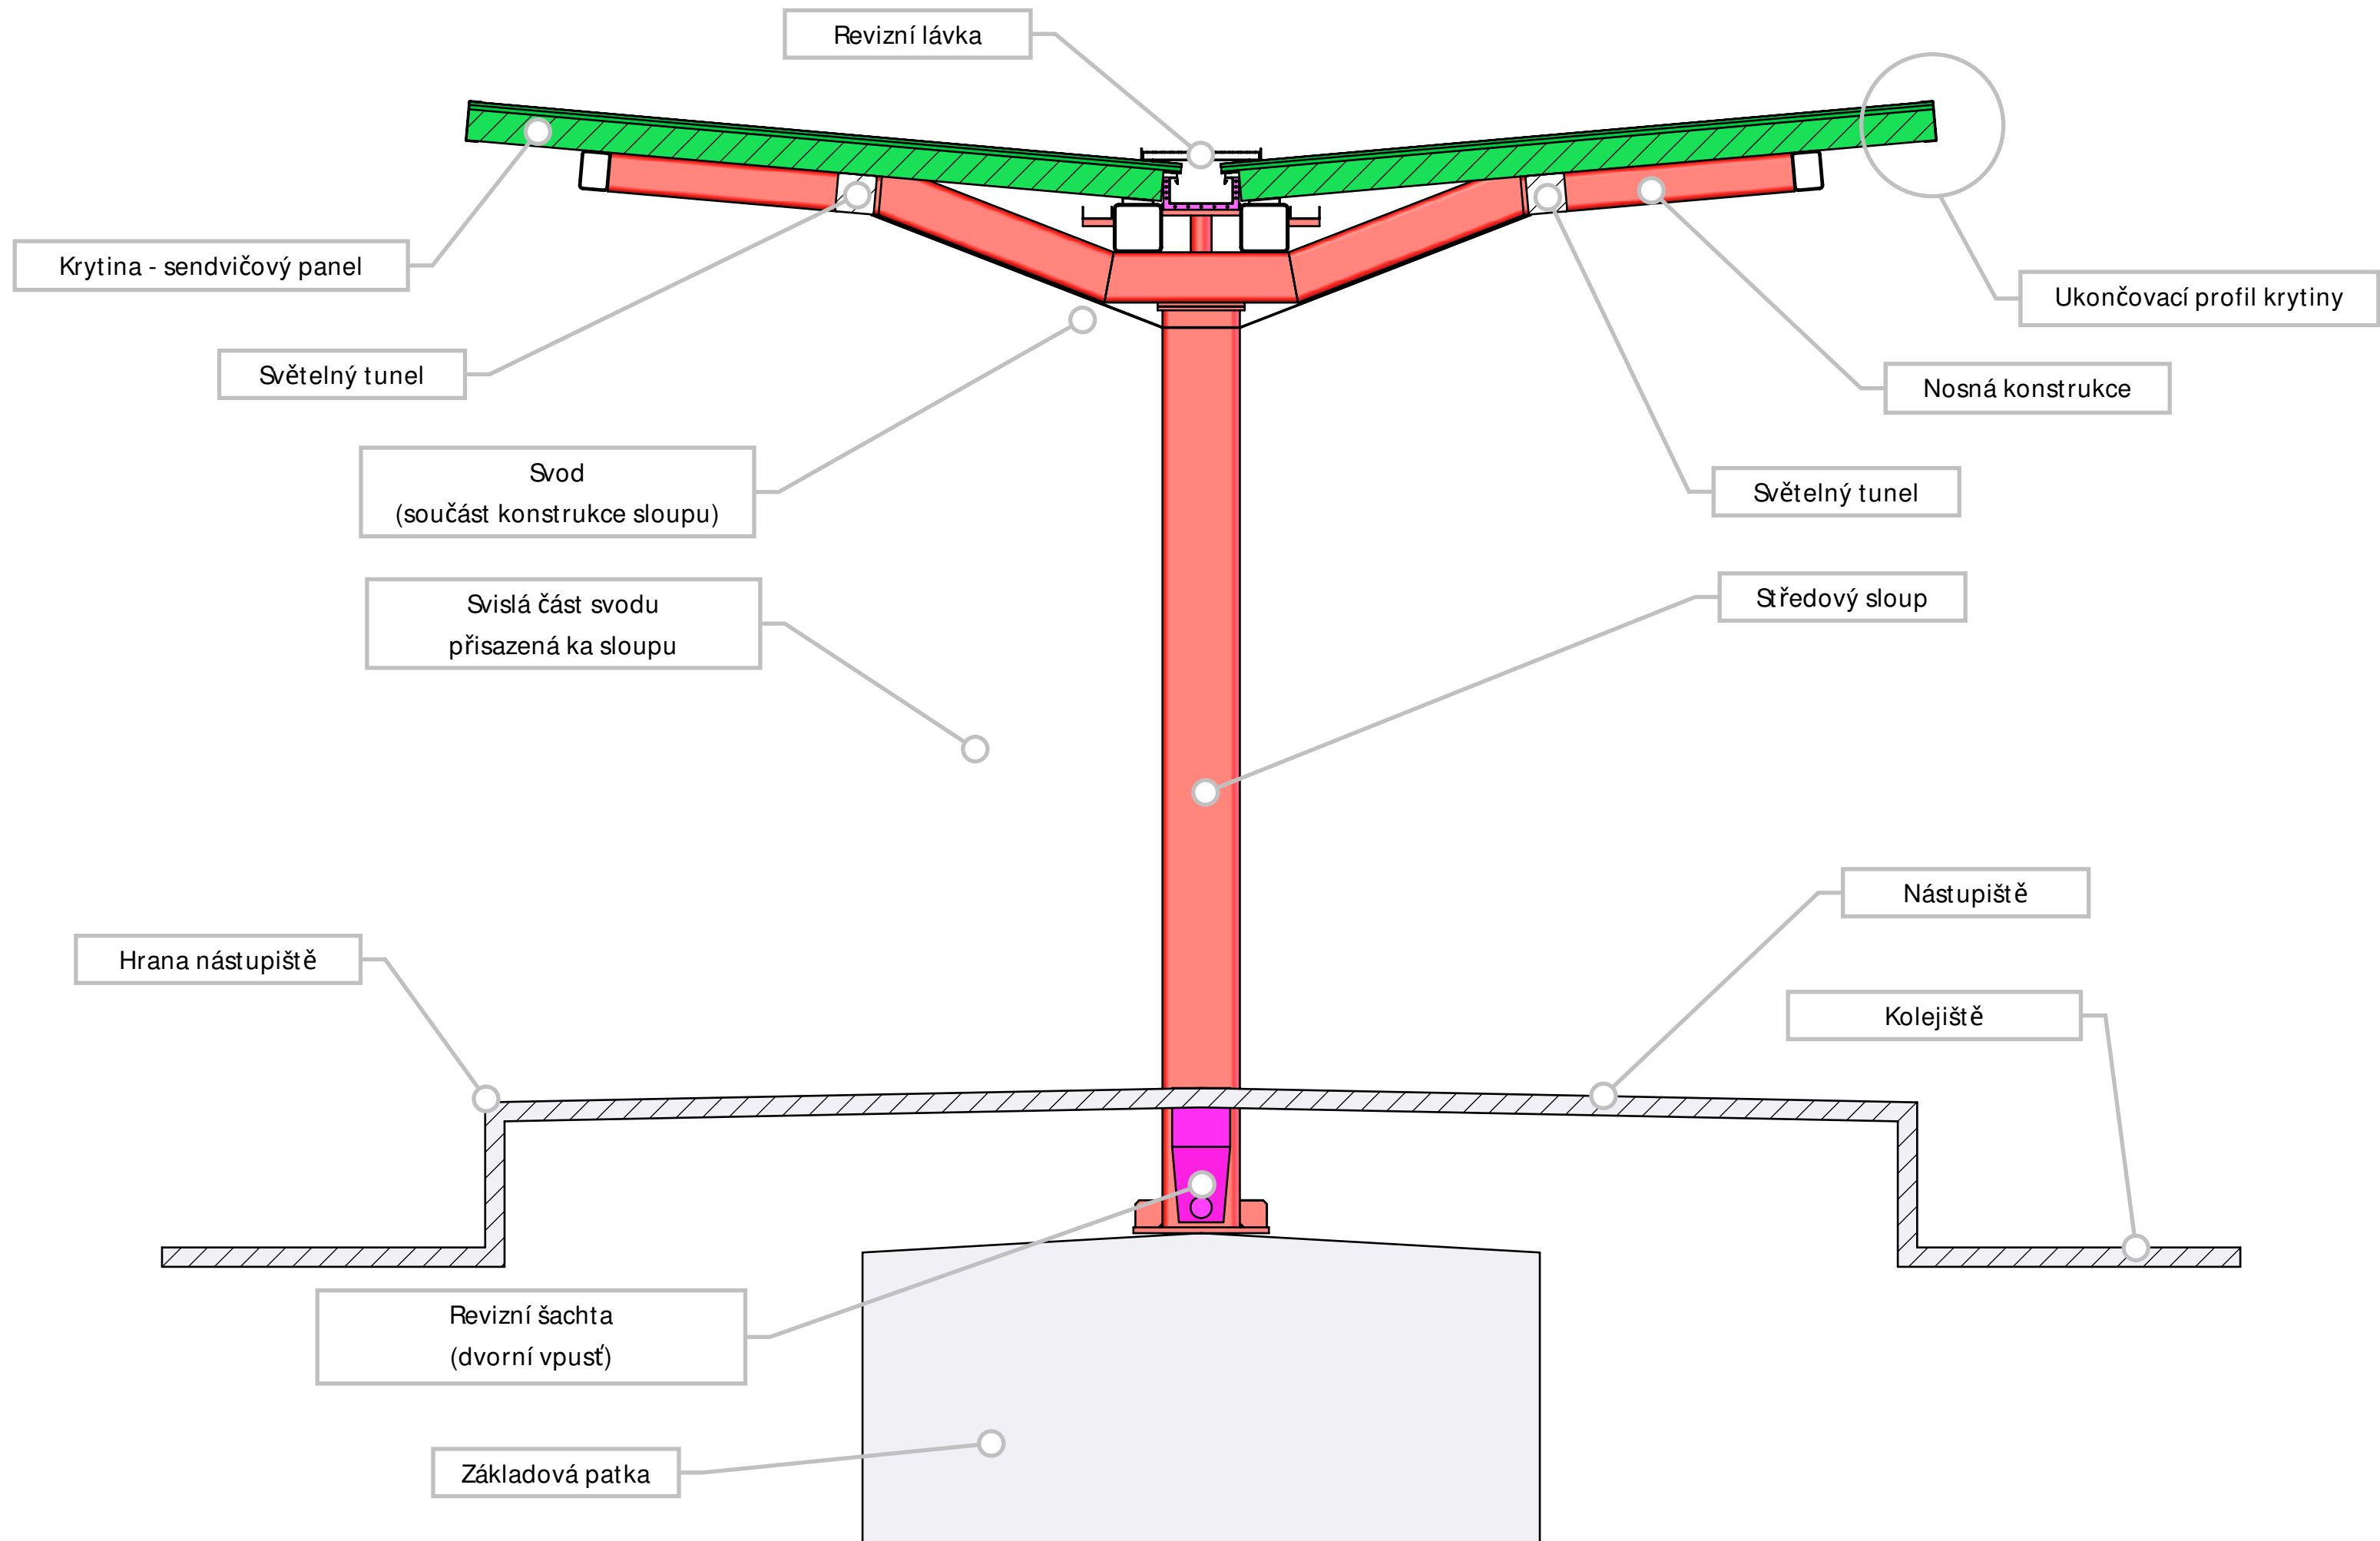 Revizní lávka
Krytina - sendvičový panel
Ukončovací profil krytiny
Světelný tunel
Nosná konstrukce
Svod
(součást konstrukce sloupu)
Světelný tunel
Svislá část svodu
přisazená ka sloupu
Středový sloup
Nástupiště
Hrana nástupiště
Kolejiště
Revizní šachta
(dvorní vpusť)
Základová patka